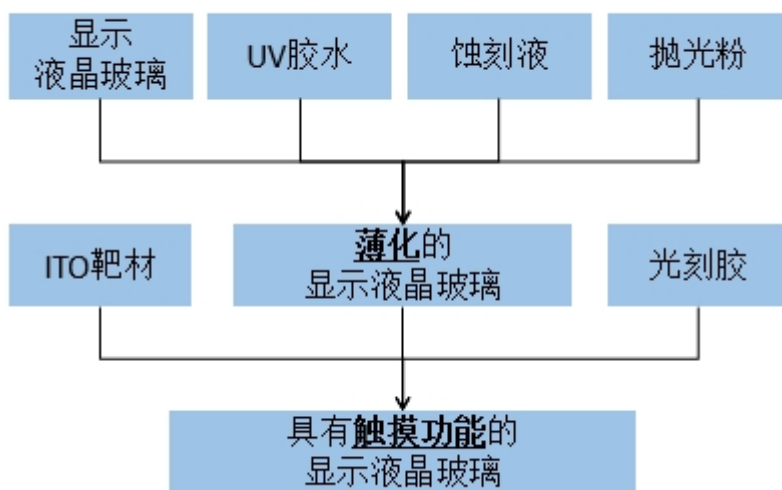 显示
液晶玻璃
UV胶水
蚀刻液
抛光粉
ITO靶材
薄化的
显示液晶玻璃
光刻胶
具有触摸功能的
显示液晶玻璃